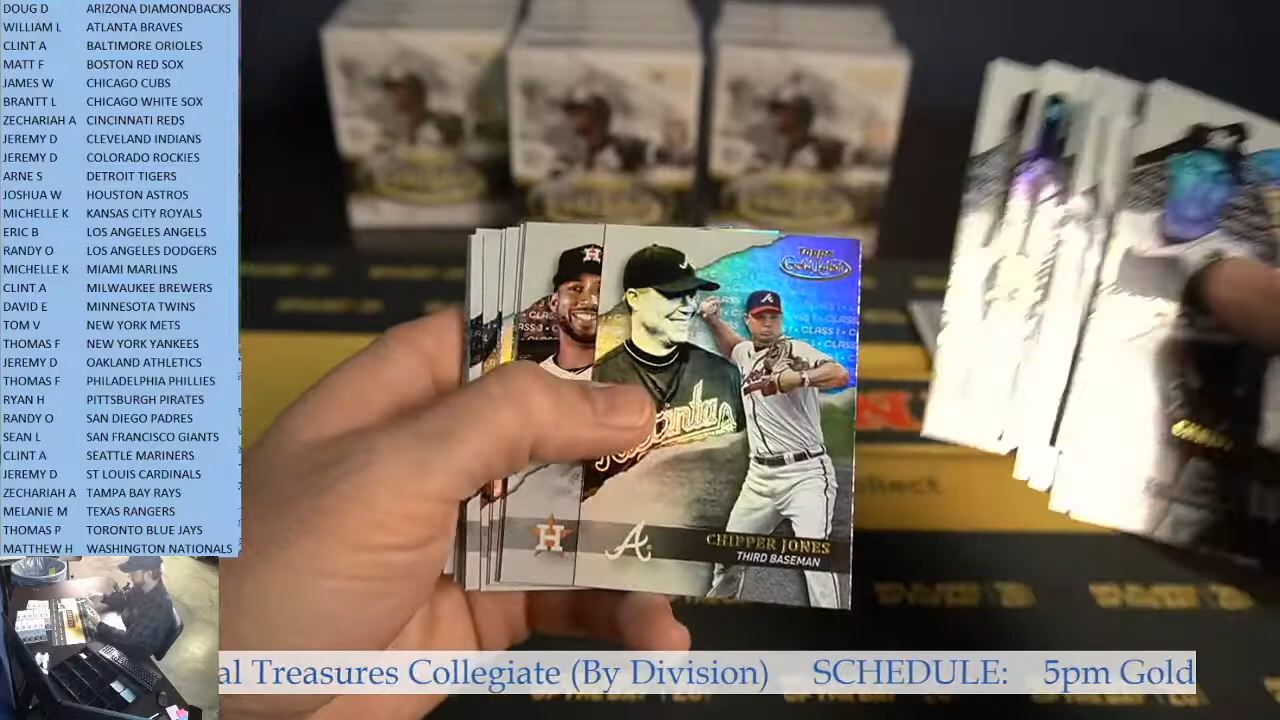 DOUG D ARIZONA DIAMONDBACKS
WILLIAM L ATLANTA BRAVES
CLINT A BALTIMORE ORIOLES
MATT F BOSTON RED SOX
JAMES W CHICAGO CUBS
BRANTT L CHICAGO WHITE SOX
ZECHARIAH A CINCINNATI REDS
JEREMY D CLEVELAND INDIANS
JEREMY D COLORADO ROCKIES
ARNE S DETROIT TIGERS
JOSHUA W HOUSTON ASTROS
MICHELLE K KANSAS CITY ROYALS
ERIC B LOS ANGELES ANGELS
RANDY O LOS ANGELES DODGERS
MICHELLE K MIAMI MARLINS
CLINT A MILWAUKEE BREWERS
DAVID E MINNESOTA TWINS
TOM V NEW YORK METS
THOMAS F NEW YORK YANKEES
JEREMY D OAKLAND ATHLETICS
THOMAS F PHILADELPHIA PHILLIES
RYAN H PITTSBURGH PIRATES
RANDY O SAN DIEGO PADRES
SEAN L SAN FRANCISCO GIANTS
CLINT A SEATTLE MARINERS
JEREMY D ST LOUIS CARDINALS
ZECHARIAH A TAMPA BAY RAYS
MELANIE M TEXAS RANGERS
THOMAS P TORONTO BLUE JAYS
MATTHEW H WASHINGTON NATIONALS
TOPPS
Gold Label
CLASS 3
H
A
CHIPPER JONES
THIRD BASEMAN
al Treasures Collegiate (By Division) SCHEDULE: 5pm Gold